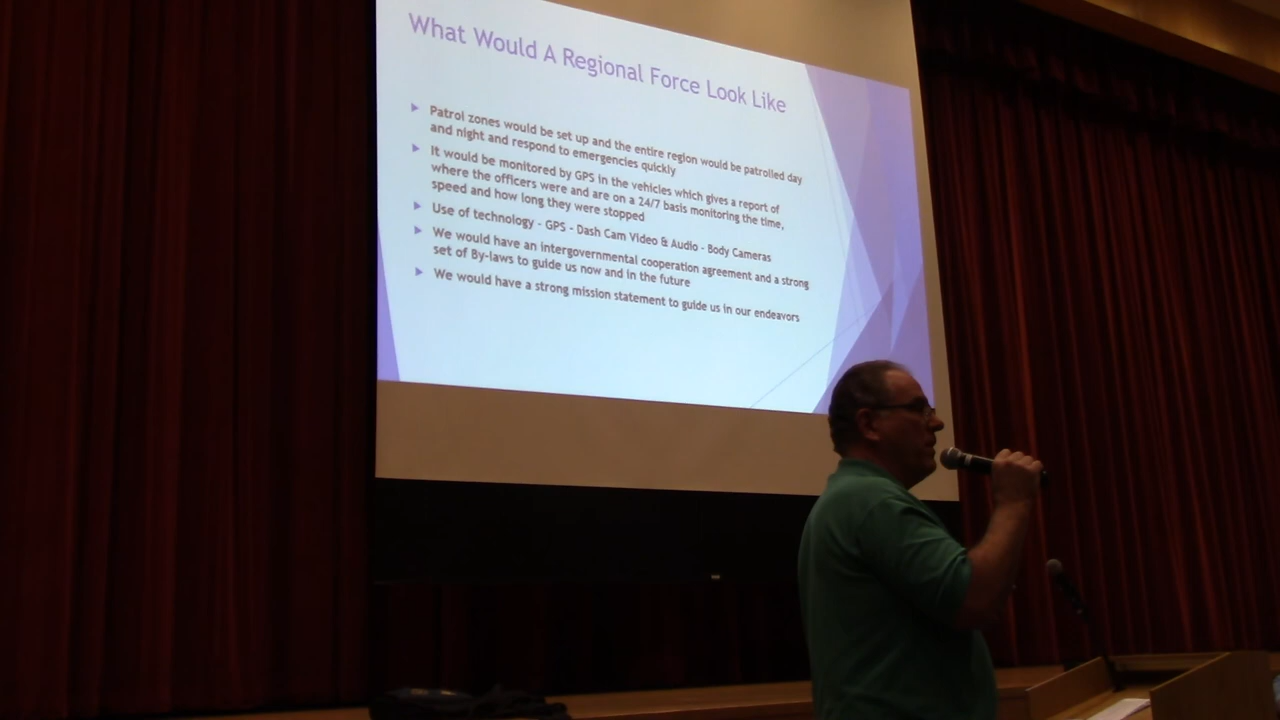 What Would A Regional Force Look Like
Patrol zones would be set up and the entire region would be patrolled day
and night and respond to emergencies quickly
It would be monitored by GPS in the vehicles which gives a report of
where the officers were and are on a 24/7 basis monitoring the time,
speed and how long they were stopped
Use of technology - GPS - Dash Cam Video & Audio - Body Cameras
We would have an intergovernmental cooperation agreement and a strong
set of By-laws to guide us now and in the future
We would have a strong mission statement to guide us in our endeavors